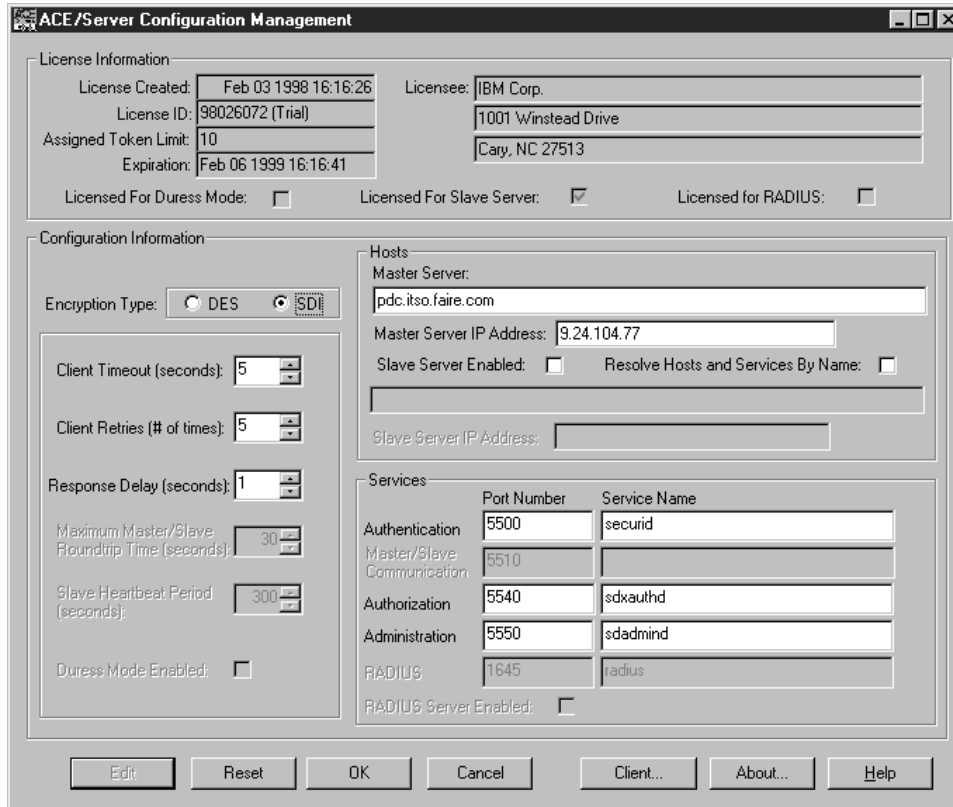 ACE/Server Configuration Management
License Information
License Created: Feb 03 1998 16:16:26
Licensee: IBM Corp.
License ID: 98026072 (Trial)
1001 Winstead Drive
Assigned Token Limit: 10
Cary, NC 27513
Expiration: Feb 06 1999 16:16:41
Licensed For Duress Mode:
Licensed For Slave Server:
Licensed for RADIUS:
Configuration Information
Encryption Type: DES SDI
Client Timeout (seconds): 5
Client Retries (# of times): 5
Response Delay (seconds): 1
Maximum Master/Slave
Roundtrip Time (seconds): 30
Slave Heartbeat Period
(seconds): 300
Duress Mode Enabled:
Hosts
Master Server:
pdc.itso.faire.com
Master Server IP Address: 9.24.104.77
Slave Server Enabled:
Resolve Hosts and Services By Name:
Slave Server IP Address:
Services
Port Number Service Name
Authentication 5500 securid
Master/Slave
Communication 5510
Authorization 5540 sdxauthd
Administration 5550 sdadmind
RADIUS 1645 radius
RADIUS Server Enabled:
Edit Reset OK Cancel Client... About... Help